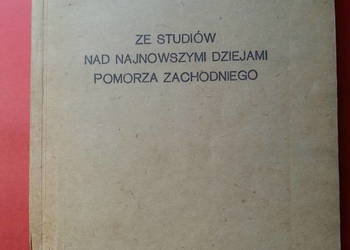 ZE STUDIÓW
NAD NAJNOWSZYMI DZIEJAMI
POMORZA ZACHODNIEGO